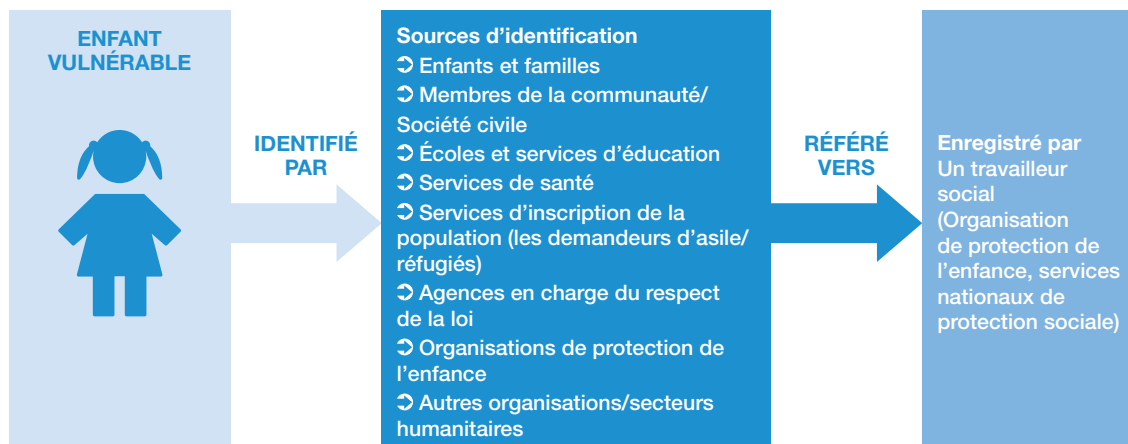 ENFANT
VULNÉRABLE
IDENTIFIÉ
PAR
Sources d’identification
➲ Enfants et familles
➲ Membres de la communauté/
Société civile
➲ Écoles et services d’éducation
➲ Services de santé
➲ Services d’inscription de la
population (les demandeurs d’asile/
réfugiés)
➲ Agences en charge du respect
de la loi
➲ Organisations de protection de
l’enfance
➲ Autres organisations/secteurs
humanitaires
RÉFÉRÉ
VERS
Enregistré par
Un travailleur
social
(Organisation
de protection de
l’enfance, services
nationaux de
protection sociale)